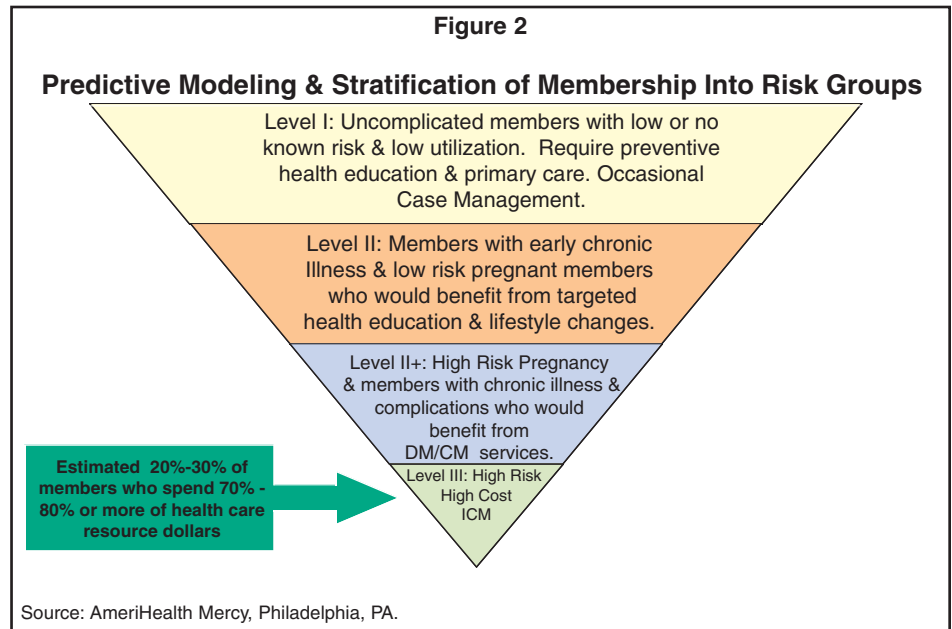 Figure 2
Predictive Modeling & Stratification of Membership Into Risk Groups
Level I: Uncomplicated members with low or no
known risk & low utilization. Require preventive
health education & primary care. Occasional
Case Management.
Level II: Members with early chronic
Illness & low risk pregnant members
who would benefit from targeted
health education & lifestyle changes.
Level II+: High Risk Pregnancy
& members with chronic illness &
complications who would
benefit from
DM/CM services.
Estimated 20%-30% of
members who spend 70% -
80% or more of health care
resource dollars
Level III: High Risk
High Cost
ICM
Source: AmeriHealth Mercy, Philadelphia, PA.